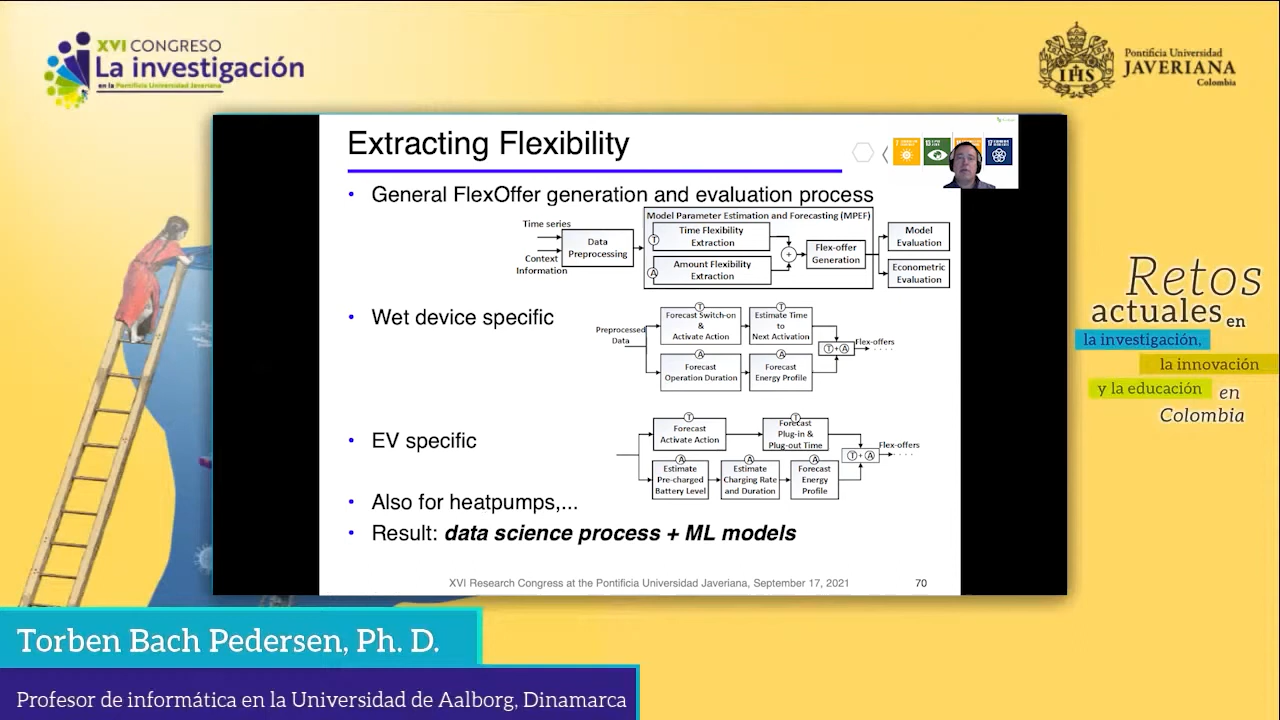 XVI CONGRESO
La investigación
en la Pontificia Universidad Javeriana
Pontificia Universidad
JAVERIANA
Colombia
IHS
Extracting Flexibility
• General FlexOffer generation and evaluation process
Time series
Context
Information
Data
Preprocessing
Model Parameter Estimation and Forecasting (MPEF)
T
Time Flexibility
Extraction
A
Amount Flexibility
Extraction
+
Flex-offer
Generation
Model
Evaluation
Econometric
Evaluation
• Wet device specific
Preprocessed
Data
T
Forecast Switch-on
&
Activate Action
T
Estimate Time
to
Next Activation
A
Forecast
Operation Duration
A
Forecast
Energy Profile
T + A
Flex-offers
• EV specific
T
Forecast
Activate Action
T
Forecast
Plug-in &
Plug-out Time
A
Estimate
Pre-charged
Battery Level
A
Estimate
Charging Rate
and Duration
A
Forecast
Energy
Profile
T + A
Flex-offers
• Also for heatpumps,...
• Result: data science process + ML models
XVI Research Congress at the Pontificia Universidad Javeriana, September 17, 2021
70
Retos
actuales en
la investigación,
la innovación
y la educación en
Colombia
Torben Bach Pedersen, Ph. D.
Profesor de informática en la Universidad de Aalborg, Dinamarca